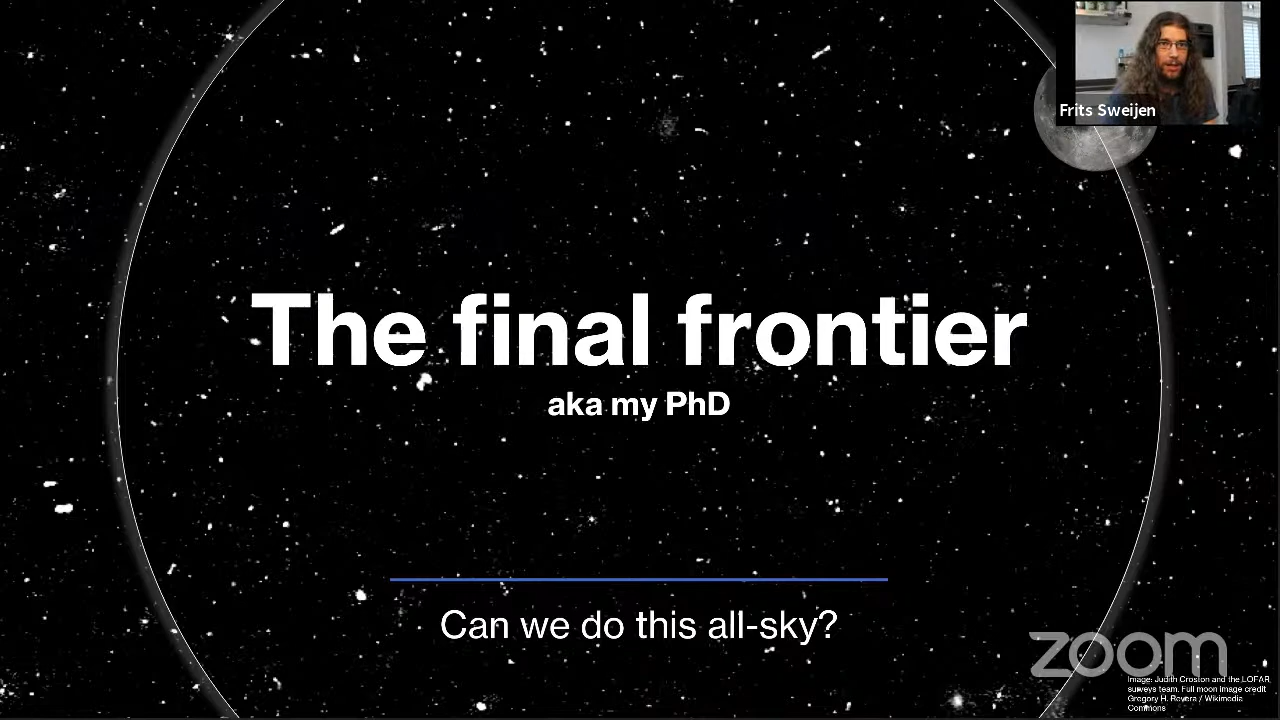 Frits Sweijen
The final frontier
aka my PhD
Can we do this all-sky?
zoom
Image: Judith Croston and the LOFAR
surveys team. Full moon image credit
Gregory H. Revera / Wikimedia
Commons